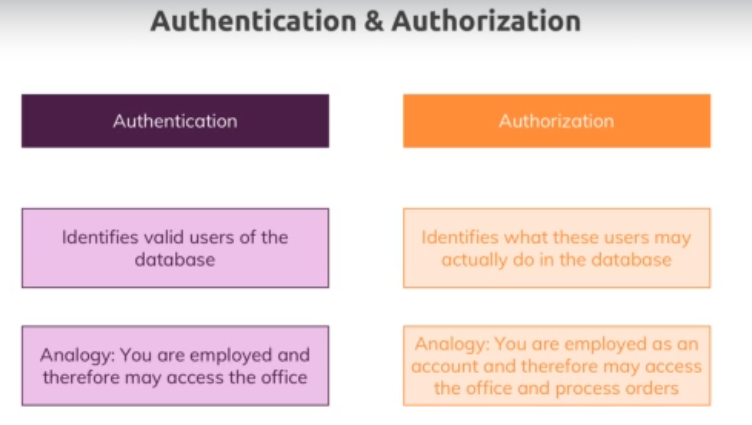 Authentication & Authorization
Authentication
Authorization
Identifies valid users of the
database
Identifies what these users may
actually do in the database
Analogy: You are employed and
therefore may access the office
Analogy: You are employed as an
account and therefore may access
the office and process orders